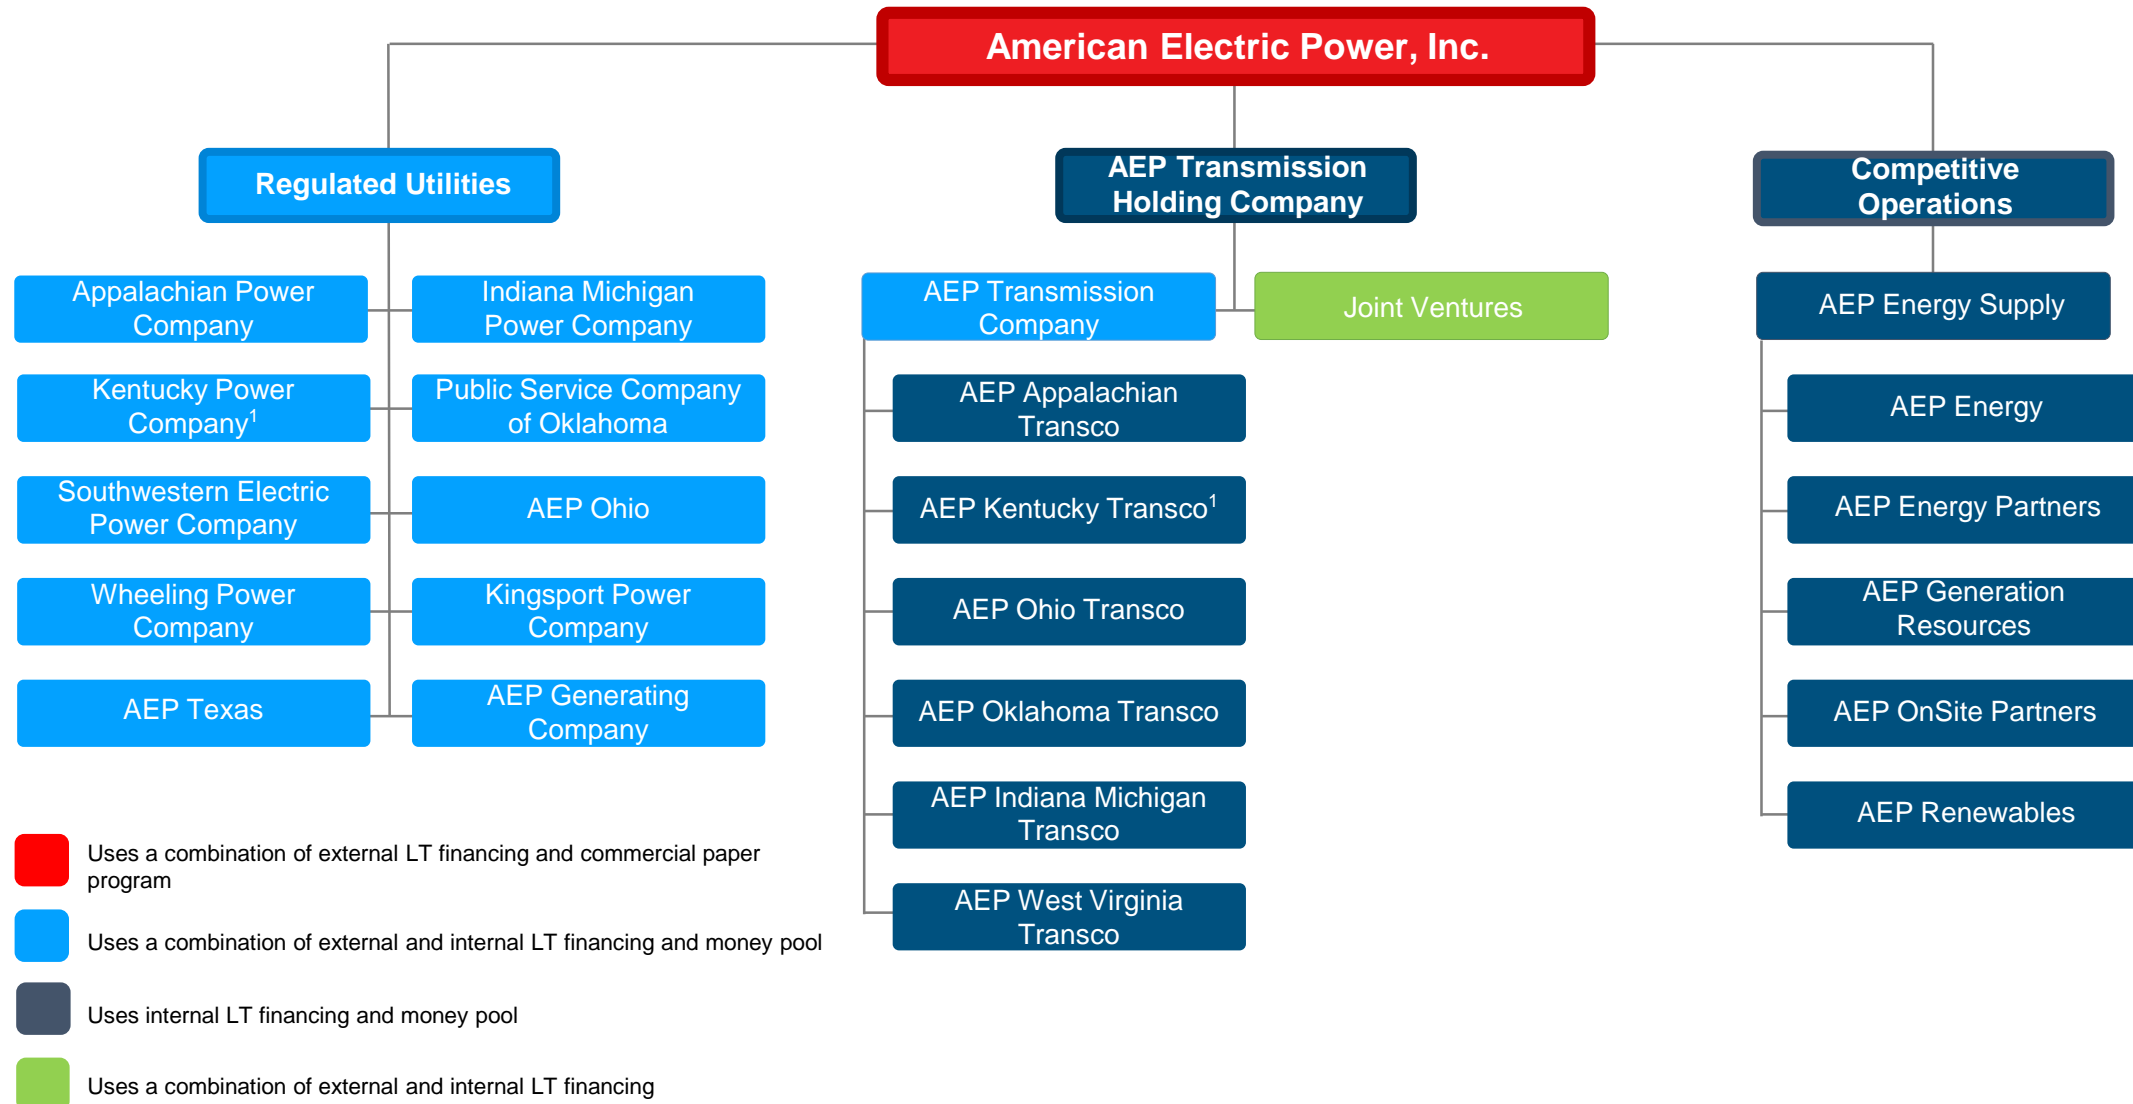 American Electric Power, Inc.
Regulated Utilities
AEP Transmission
Holding Company
Competitive
Operations
Appalachian Power
Company
Indiana Michigan
Power Company
Kentucky Power
Company1
Public Service Company
of Oklahoma
Southwestern Electric
Power Company
AEP Ohio
Wheeling Power
Company
Kingsport Power
Company
AEP Texas
AEP Generating
Company
AEP Transmission
Company
Joint Ventures
AEP Appalachian
Transco
AEP Kentucky Transco1
AEP Ohio Transco
AEP Oklahoma Transco
AEP Indiana Michigan
Transco
AEP West Virginia
Transco
AEP Energy Supply
AEP Energy
AEP Energy Partners
AEP Generation
Resources
AEP OnSite Partners
AEP Renewables
Uses a combination of external LT financing and commercial paper
program
Uses a combination of external and internal LT financing and money pool
Uses internal LT financing and money pool
Uses a combination of external and internal LT financing